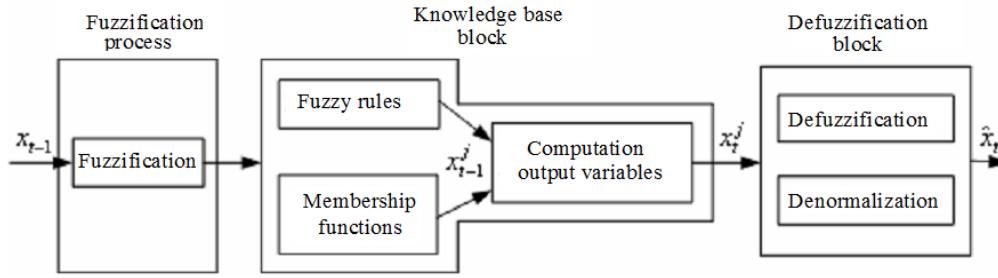 Fuzzification
process
Knowledge base
block
Defuzzification
block
x_{t-1}
Fuzzification
Fuzzy rules
Membership
functions
x^j_{t-1}
Computation
output variables
x^j_t
Defuzzification
Denormalization
x̂_t